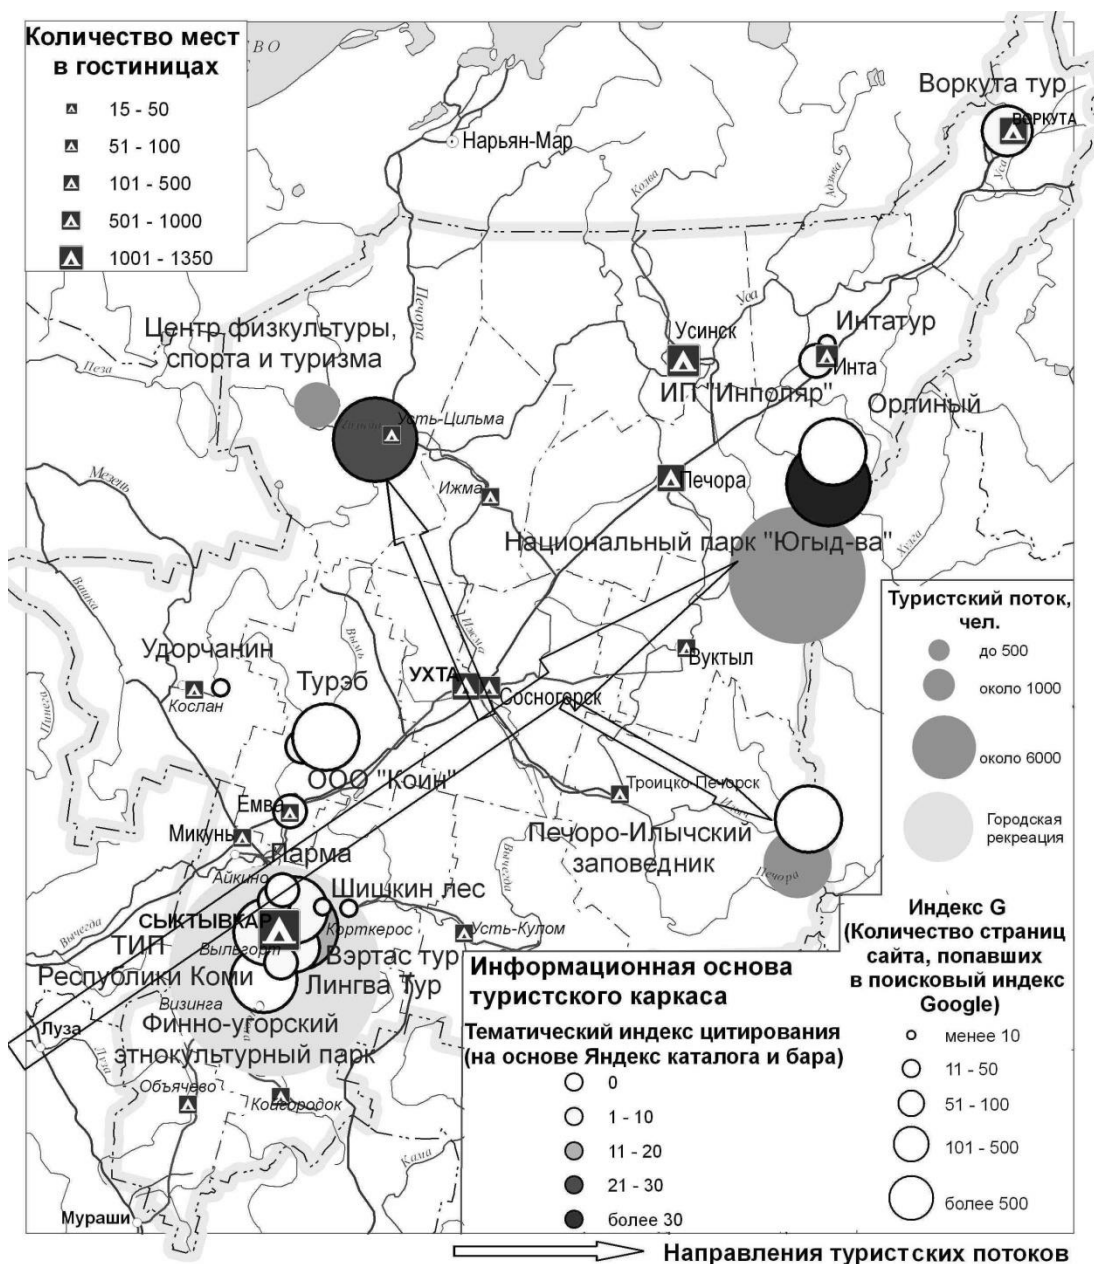 Количество мест
в гостиницах
15 - 50
51 - 100
101 - 500
501 - 1000
1001 - 1350
В О
Воркута тур
ВОРКУТА
Уса
Нарьян-Мар
Колва
Адзьва
Печора
Уса
Центр физкультуры,
спорта и туризма
Пеза
Усинск
Интатур
Инта
ИП "Инполяр"
Орлиный
Усть-Цильма
Мезень
Ижма
Печора
Национальный парк "Югыд-ва"
Хулга
Вашка
Вымь
Ижма
Туристский поток,
чел.
до 500
около 1000
около 6000
Городская
рекреация
Удорчанин
Кослан
Пинега
Турэб
УХТА
Сосногорск
Вуктыл
ООО "Коин"
Емва
Микунь
Троицко-Печорск
Илыч
Печоро-Илычский
заповедник
Печора
Парма
Айкино
Вычегда
Шишкин лес
СЫКТЫВКАР
Корткерос
Усть-Кулом
Вычегда
ТИП
Выльгорт
Республики Коми
Вэртас тур
Лингва Тур
Визинга
Луза
Финно-угорский
этнокультурный парк
Луза
Объячево
Койгородок
Кама
Мураши
Индекс G
(Количество страниц
сайта, попавших
в поисковый индекс
Google)
менее 10
11 - 50
51 - 100
101 - 500
более 500
Информационная основа
туристского каркаса
Тематический индекс цитирования
(на основе Яндекс каталога и бара)
0
1 - 10
11 - 20
21 - 30
более 30
Направления туристских потоков